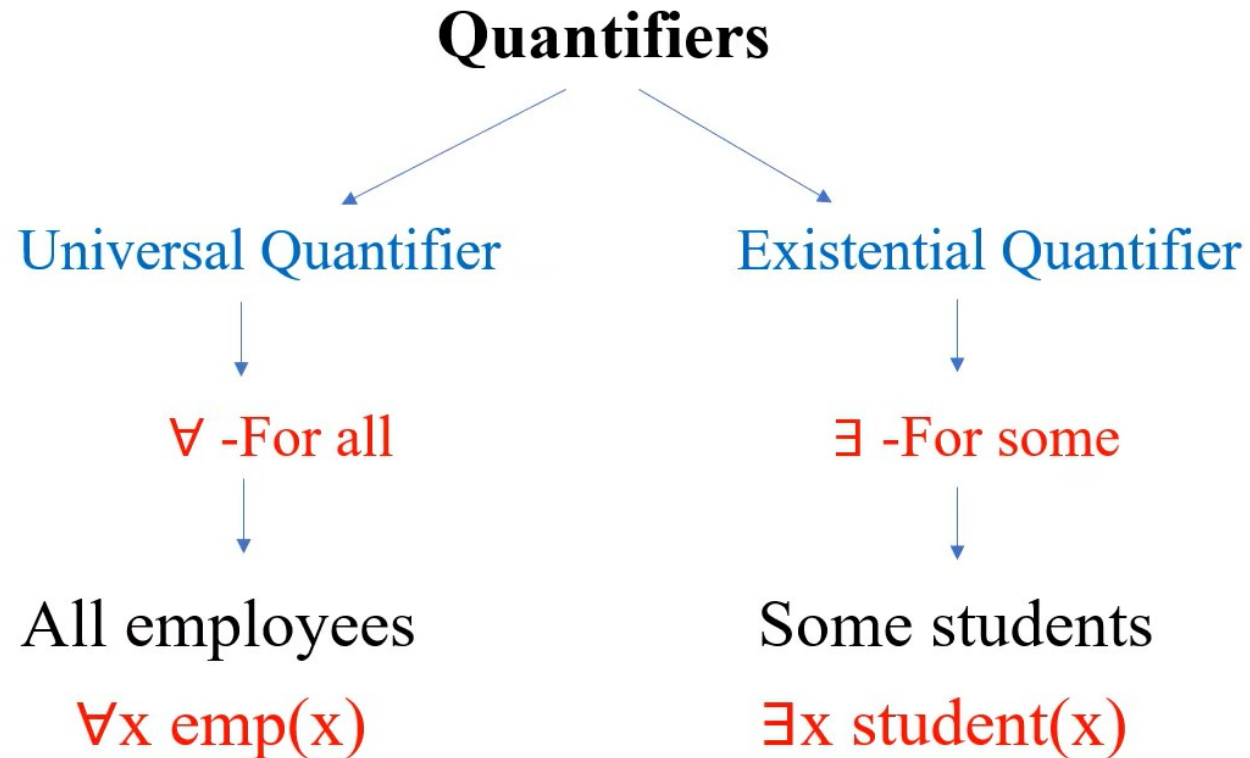 Quantifiers
Universal Quantifier
Existential Quantifier
∀ -For all
∃ -For some
All employees
Some students
∀x emp(x)
∃x student(x)